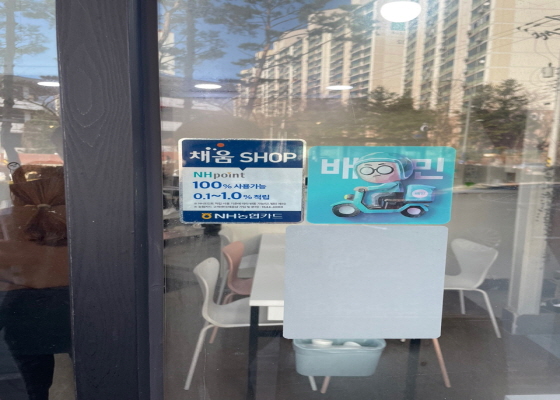 채움 SHOP
NHpoint
100% 사용가능
0.1~1.0% 적립
NH농협카드
배 민